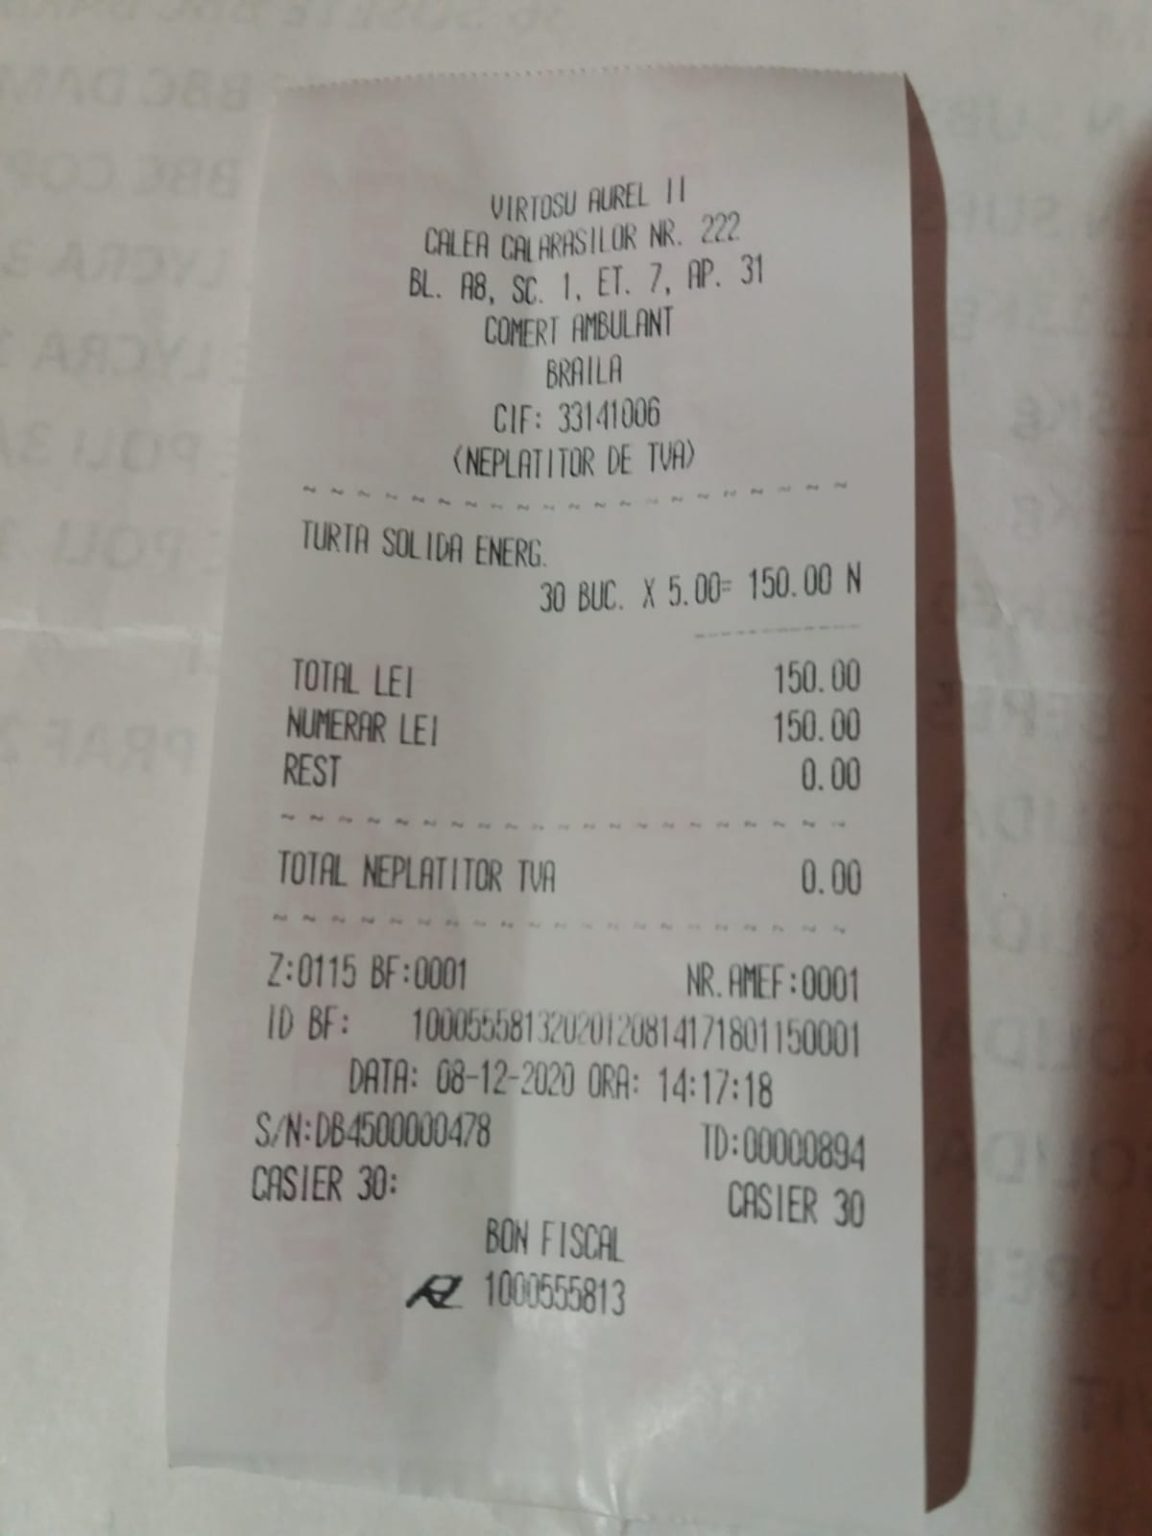 VIRTOSU AUREL II
CALEA CALARASILOR NR. 222
BL. A8, SC. 1, ET. 7, AP. 31
COMERT AMBULANT
BRAILA
CIF: 33141006
(NEPLATITOR DE TVA)
TURTA SOLIDA ENERG.
30 BUC. X 5.00= 150.00 N
TOTAL LEI 150.00
NUMERAR LEI 150.00
REST 0.00
TOTAL NEPLATITOR TVA 0.00
Z:0115 BF:0001 NR.AMEF:0001
ID BF: 10005558132020120814171801150001
DATA: 08-12-2020 ORA: 14:17:18
S/N:DB4500000478 TD:00000894
CASIER 30: CASIER 30
BON FISCAL
1000555813